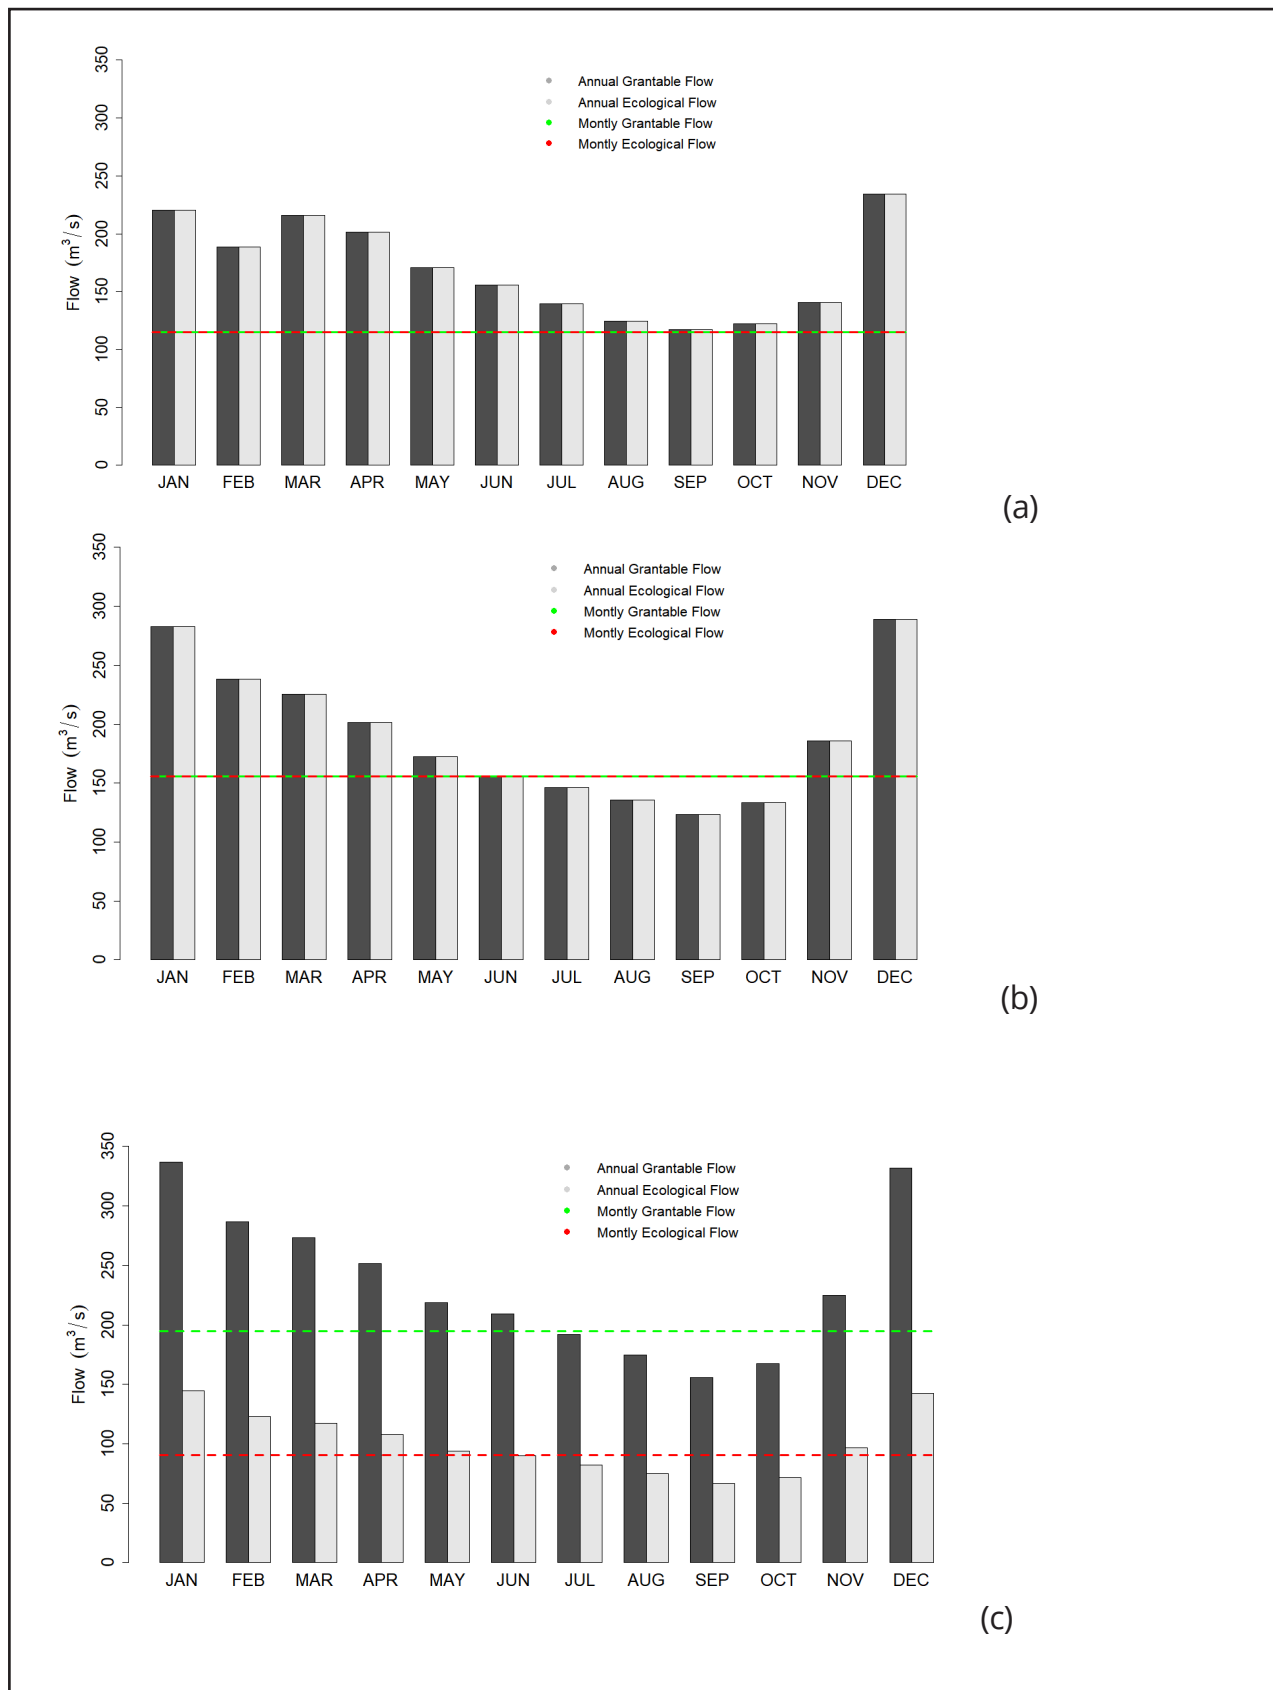 350
300
250
200
150
100
50
0
Flow (m³/s)
Annual Grantable Flow
Annual Ecological Flow
Montly Grantable Flow
Montly Ecological Flow
JAN FEB MAR APR MAY JUN JUL AUG SEP OCT NOV DEC
(a)
350
300
250
200
150
100
50
0
Flow (m³/s)
Annual Grantable Flow
Annual Ecological Flow
Montly Grantable Flow
Montly Ecological Flow
JAN FEB MAR APR MAY JUN JUL AUG SEP OCT NOV DEC
(b)
350
300
250
200
150
100
50
0
Flow (m³/s)
Annual Grantable Flow
Annual Ecological Flow
Montly Grantable Flow
Montly Ecological Flow
JAN FEB MAR APR MAY JUN JUL AUG SEP OCT NOV DEC
(c)